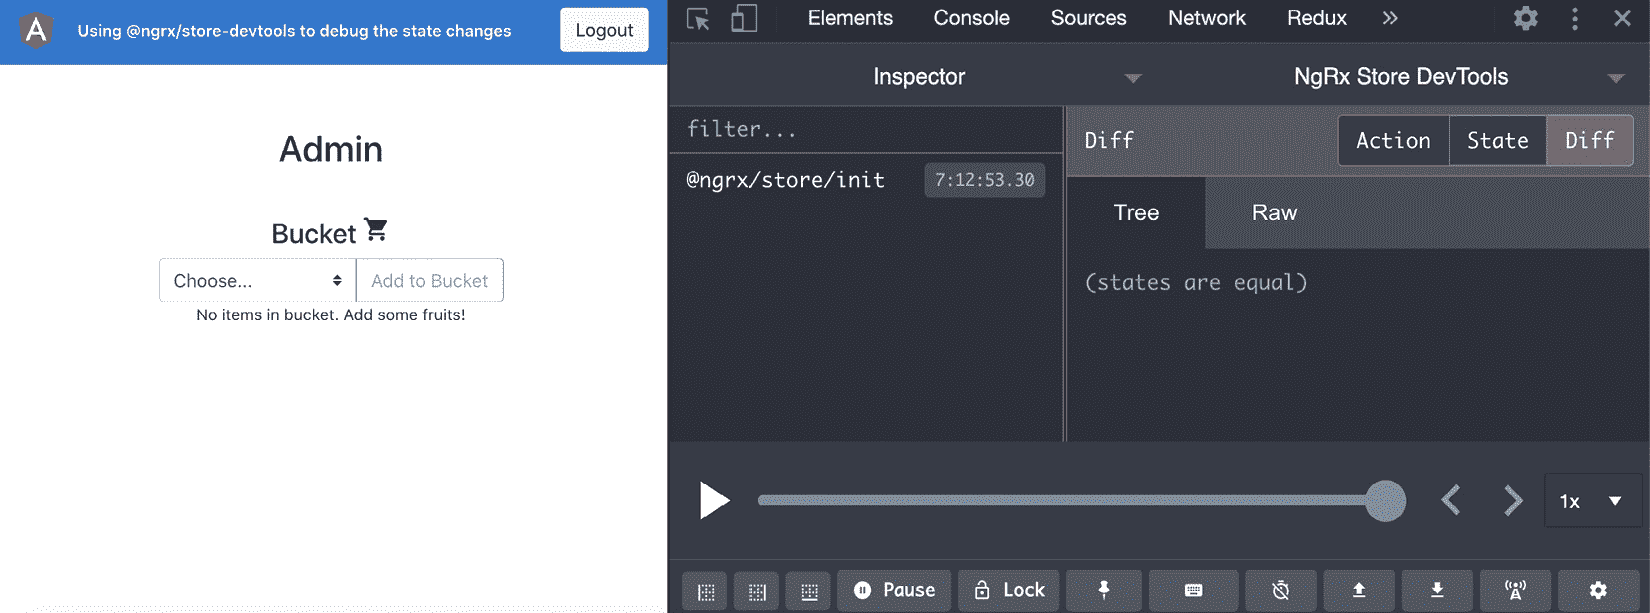 A
Using @ngrx/store-devtools to debug the state changes
Logout
Admin
Bucket
Choose...
Add to Bucket
No items in bucket. Add some fruits!
Elements Console Sources Network Redux »
Inspector
NgRx Store DevTools
filter...
@ngrx/store/init 7:12:53.30
Diff
Action State Diff
Tree Raw
(states are equal)
1x
Pause Lock